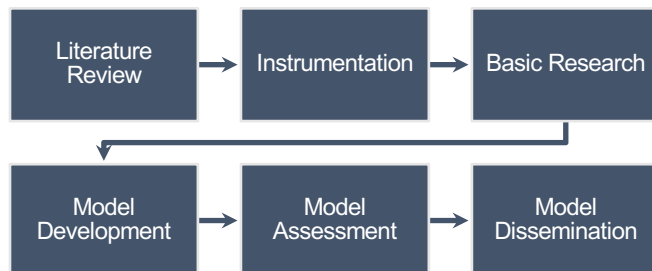 Literature
Review
Instrumentation
Basic Research
Model
Development
Model
Assessment
Model
Dissemination